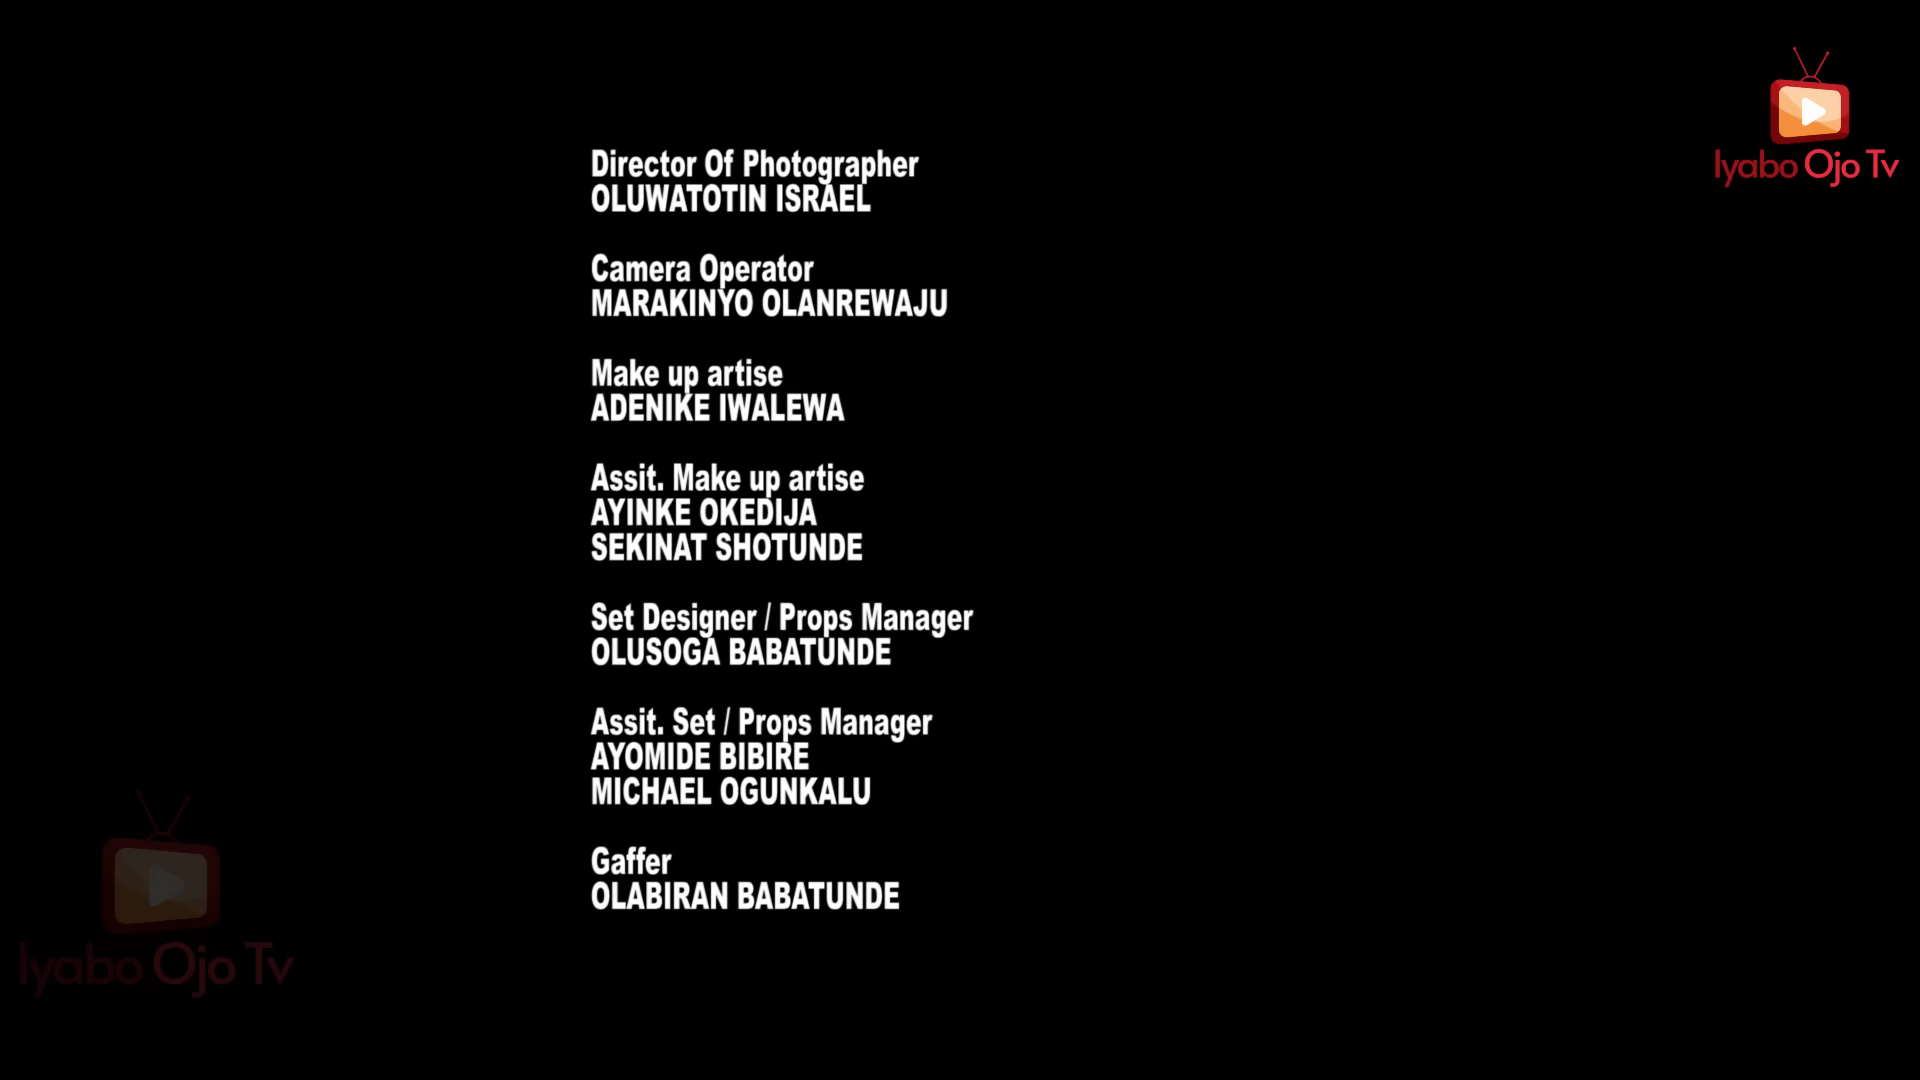 Iyabo Ojo Tv
Director Of Photographer
OLUWATOTIN ISRAEL
Camera Operator
MARAKINYO OLANREWAJU
Make up artise
ADENIKE IWALEWA
Assit. Make up artise
AYINKE OKEDIJA
SEKINAT SHOTUNDE
Set Designer / Props Manager
OLUSOGA BABATUNDE
Assit. Set / Props Manager
AYOMIDE BIBIRE
MICHAEL OGUNKALU
Gaffer
OLABIRAN BABATUNDE
Iyabo Ojo Tv